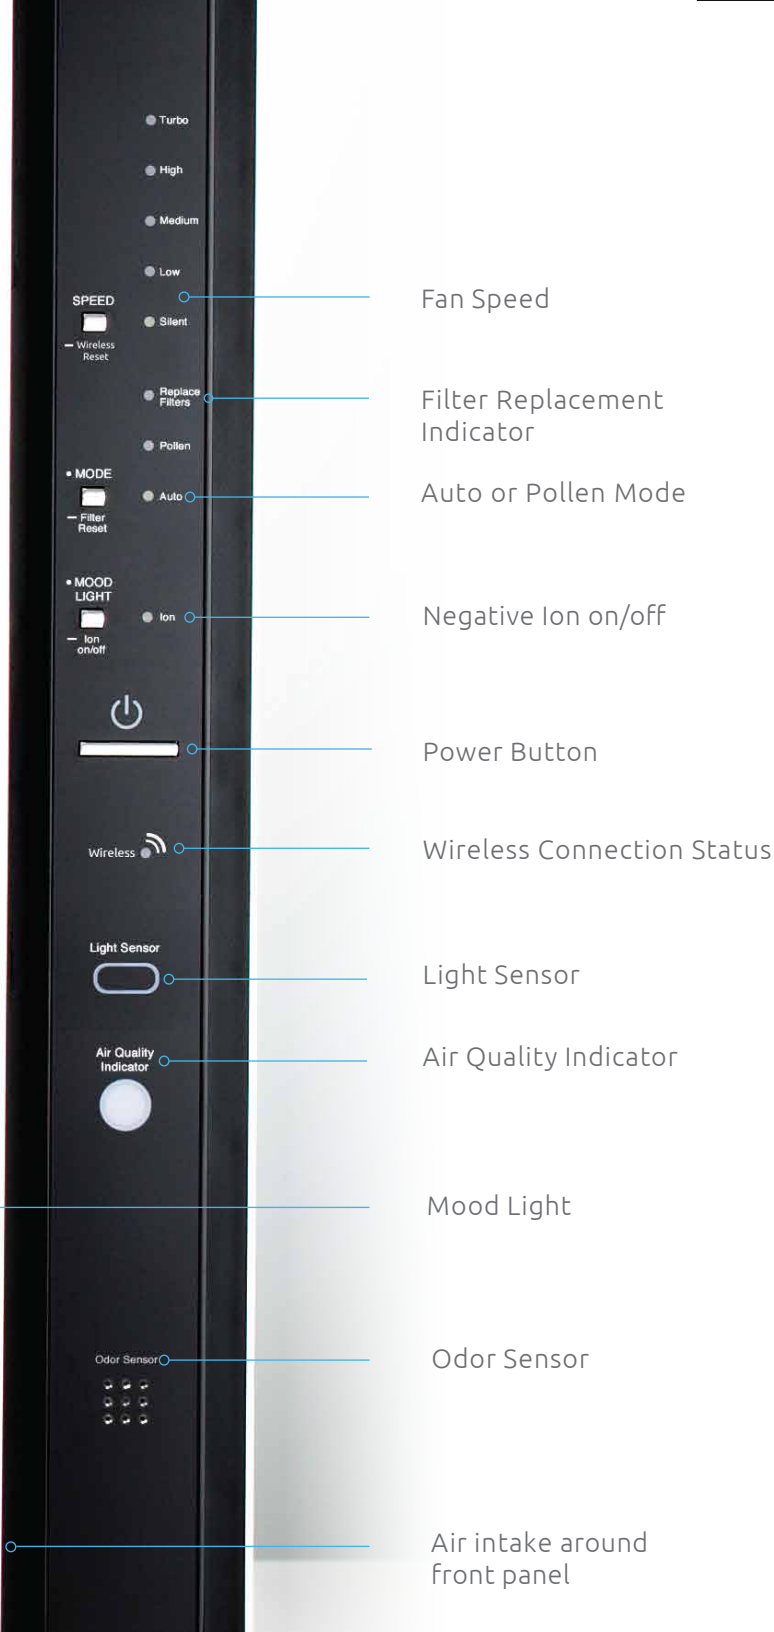 Turbo
High
Medium
Low
SPEED
Fan Speed
Silent
– Wireless
Reset
Replace
Filters
Filter Replacement
Indicator
Pollen
• MODE
Auto
Auto or Pollen Mode
– Filter
Reset
• MOOD
LIGHT
Ion
Negative Ion on/off
– Ion
on/off
Power Button
Wireless
Wireless Connection Status
Light Sensor
Light Sensor
Air Quality
Indicator
Air Quality Indicator
Mood Light
Odor Sensor
Odor Sensor
Air intake around
front panel